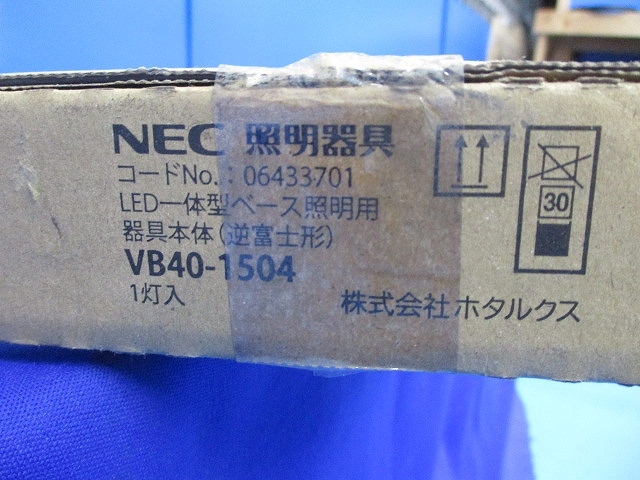 NEC 照明器具
コードNo.：06433701
LED一体型ベース照明用
器具本体（逆富士形）
VB40-1504
1灯入
30
株式会社ホタルクス